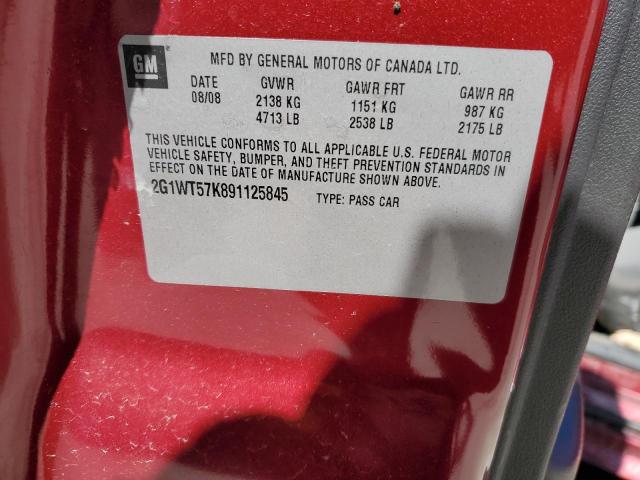 GM
MFD BY GENERAL MOTORS OF CANADA LTD.
DATE GVWR GAWR FRT GAWR RR
08/08 2138 KG 1151 KG 987 KG
4713 LB 2538 LB 2175 LB
THIS VEHICLE CONFORMS TO ALL APPLICABLE U.S. FEDERAL MOTOR
VEHICLE SAFETY, BUMPER, AND THEFT PREVENTION STANDARDS IN
EFFECT ON THE DATE OF MANUFACTURE SHOWN ABOVE.
2G1WT57K891125845 TYPE: PASS CAR